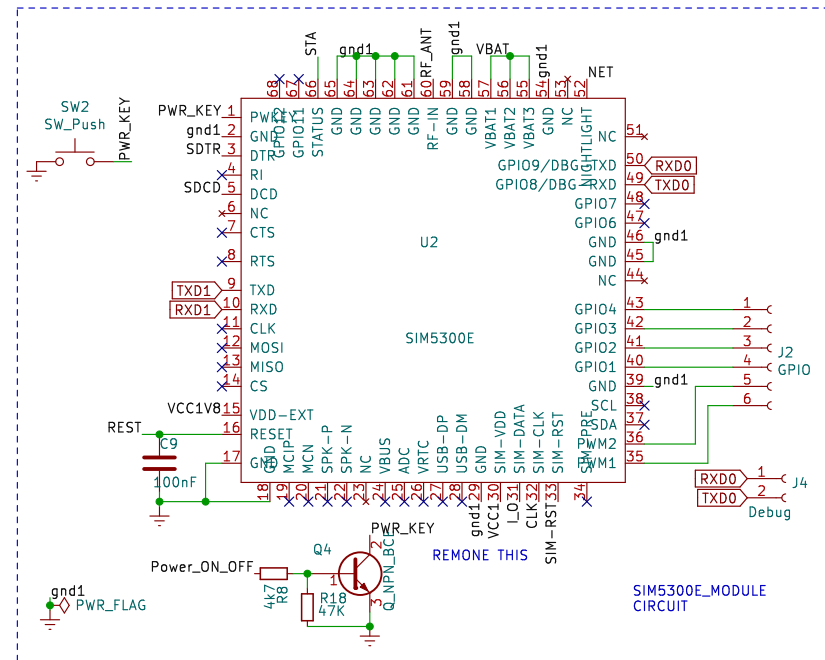 STA
gnd1
RF_ANT
gnd1
VBAT
gnd1
NET
68 67 66 65 64 63 62 61 60 59 58 57 56 55 54 53 52
GPIO12 GPIO11 STATUS GND GND GND GND GND RF-IN GND GND VBAT1 VBAT2 VBAT3 GND NC NIGHTLIGHT
SW2
SW_Push
PWR_KEY
PWR_KEY 1 PWKEY
gnd1 2 GND
SDTR 3 DTR
4 RI
SDCD 5 DCD
6 NC
7 CTS
8 RTS
TXD1 9 TXD
RXD1 10 RXD
11 CLK
12 MOSI
13 MISO
14 CS
VCC1V8 15 VDD-EXT
REST 16 RESET
17 GND
C9
100nF
U2
SIM5300E
NC 51
GPIO9/DBG-TXD 50 RXD0
GPIO8/DBG-RXD 49 TXD0
GPIO7 48
GPIO6 47
GND 46 gnd1
GND 45
NC 44
GPIO4 43 1
GPIO3 42 2
GPIO2 41 3
GPIO1 40 4
GND 39 gnd1 5
SCL 38 6
SDA 37
PWM2 36
PWM1 35
J2
GPIO
GND MCIP MCN SPK-P SPK-N NC VBUS ADC VRTC USB-DP USB-DM GND SIM-VDD SIM-DATA SIM-CLK SIM-RST SIM-PRE
18 19 20 21 22 23 24 25 26 27 28 29 30 31 32 33 34
gnd1 VCC1 I_O CLK SIM-RST
RXD0 1
TXD0 2
J4
Debug
PWR_KEY
REMONE THIS
Q4
Q_NPN_BCE
2
1
3
Power_ON_OFF
4k7
R8
R18
47K
gnd1
PWR_FLAG
SIM5300E_MODULE
CIRCUIT